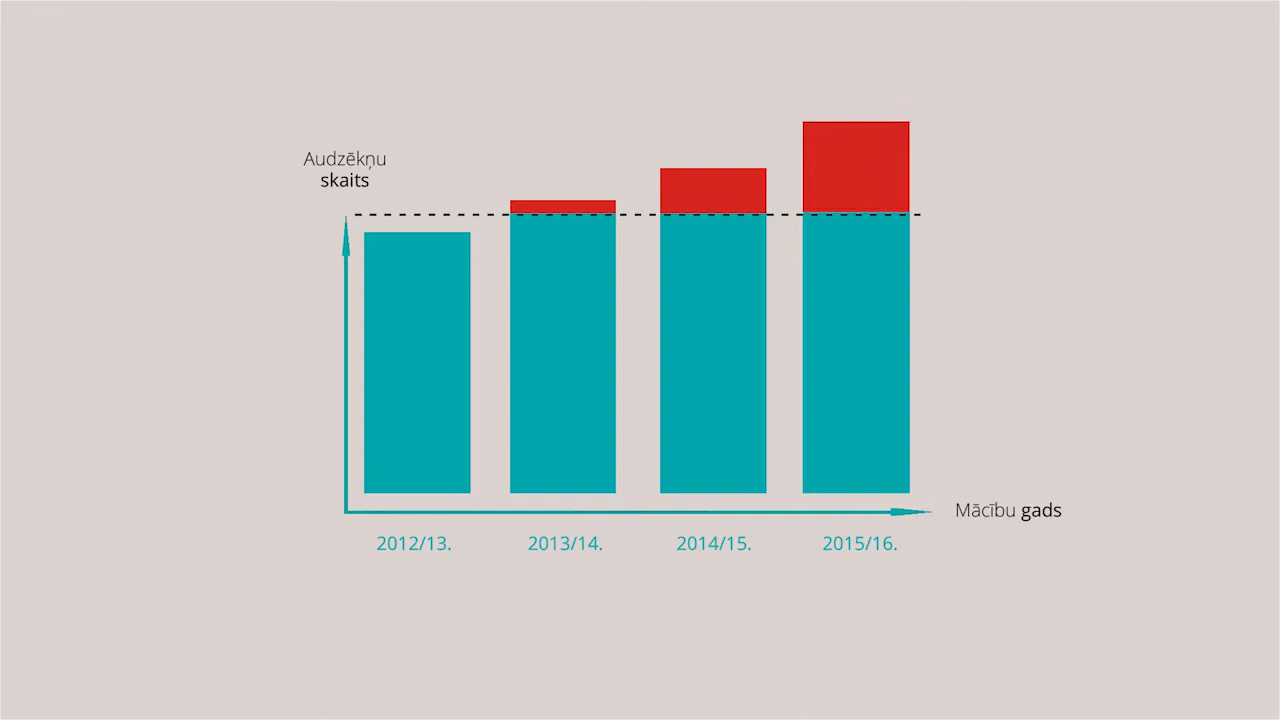 Audzēkņu
skaits
Mācību gads
2012/13.
2013/14.
2014/15.
2015/16.